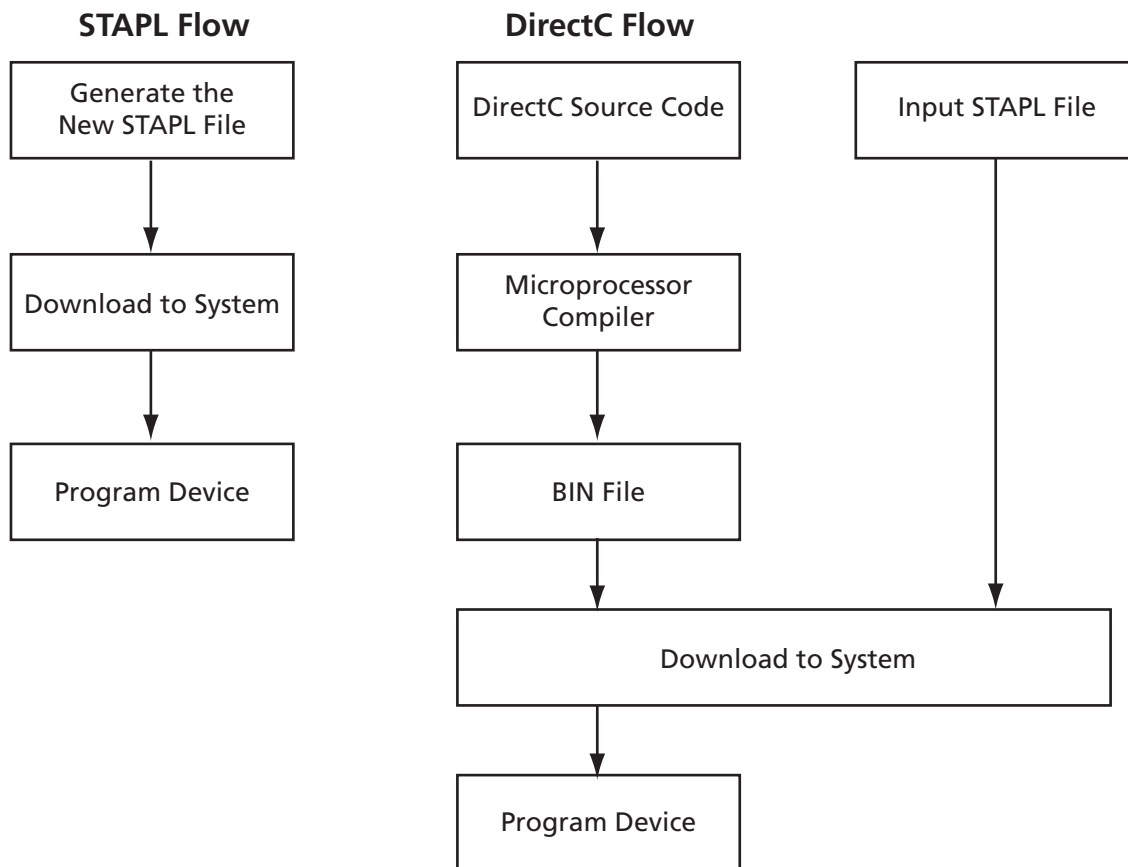 STAPL Flow
Generate the
New STAPL File
Download to System
Program Device
DirectC Flow
DirectC Source Code
Input STAPL File
Microprocessor
Compiler
BIN File
Download to System
Program Device